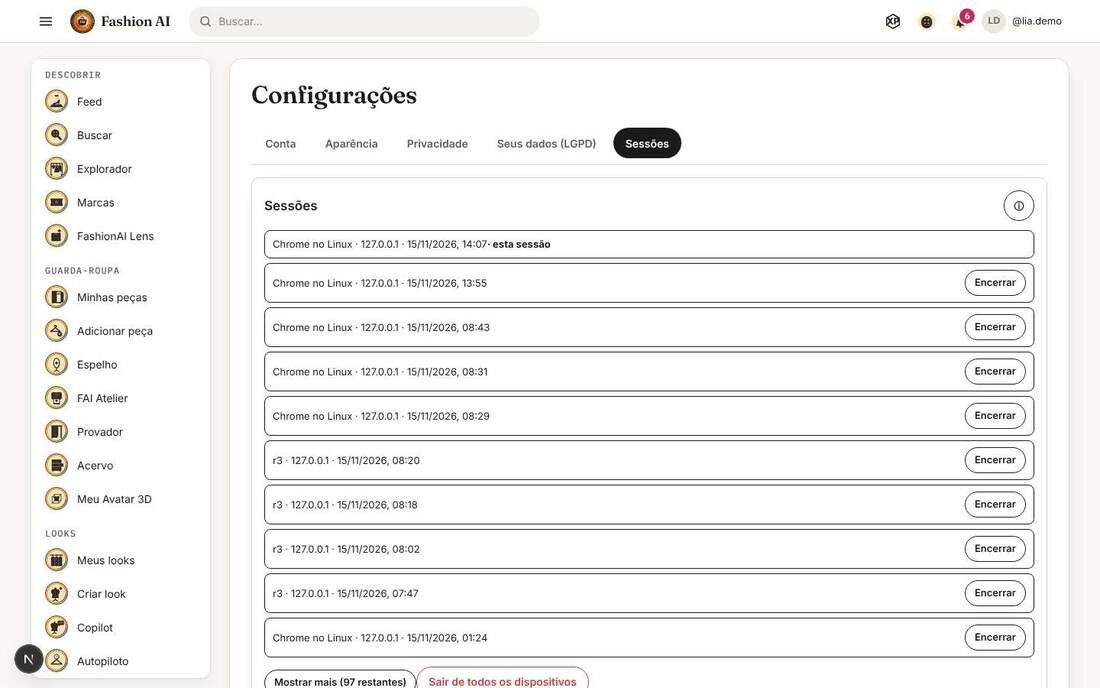 Fashion AI
Buscar...
XP
6
LD
@lia.demo
DESCOBRIR
Feed
Buscar
Explorador
Marcas
FashionAI Lens
GUARDA-ROUPA
Minhas peças
Adicionar peça
Espelho
FAI Atelier
Provador
Acervo
Meu Avatar 3D
LOOKS
Meus looks
Criar look
Copilot
Autopiloto
N
Configurações
Conta
Aparência
Privacidade
Seus dados (LGPD)
Sessões
Sessões
Chrome no Linux · 127.0.0.1 · 15/11/2026, 14:07· esta sessão
Chrome no Linux · 127.0.0.1 · 15/11/2026, 13:55
Encerrar
Chrome no Linux · 127.0.0.1 · 15/11/2026, 08:43
Encerrar
Chrome no Linux · 127.0.0.1 · 15/11/2026, 08:31
Encerrar
Chrome no Linux · 127.0.0.1 · 15/11/2026, 08:29
Encerrar
r3 · 127.0.0.1 · 15/11/2026, 08:20
Encerrar
r3 · 127.0.0.1 · 15/11/2026, 08:18
Encerrar
r3 · 127.0.0.1 · 15/11/2026, 08:02
Encerrar
r3 · 127.0.0.1 · 15/11/2026, 07:47
Encerrar
Chrome no Linux · 127.0.0.1 · 15/11/2026, 01:24
Encerrar
Mostrar mais (97 restantes)
Sair de todos os dispositivos